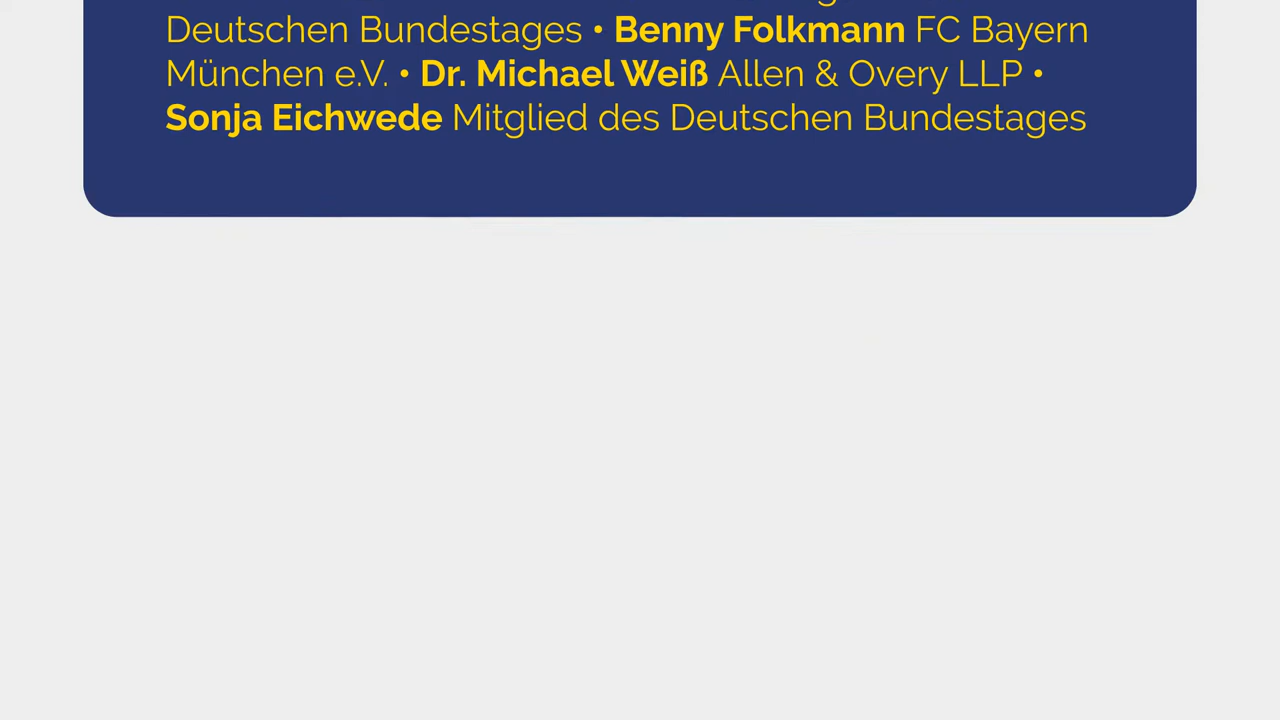 Deutschen Bundestages • Benny Folkmann FC Bayern
München e.V. • Dr. Michael Weiß Allen & Overy LLP •
Sonja Eichwede Mitglied des Deutschen Bundestages